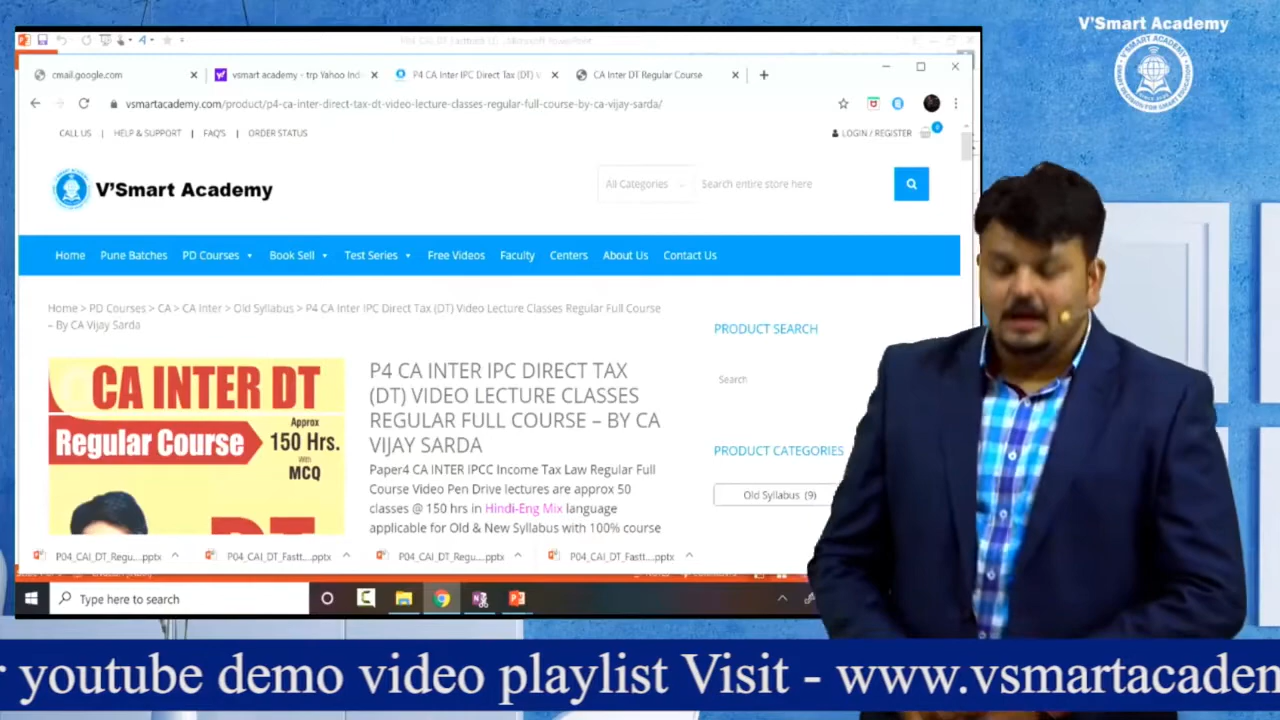 V'Smart Academy
cmail.google.com
vsmart academy - trp Yahoo Ind
P4 CA Inter IPC Direct Tax (DT) V
CA Inter DT Regular Course
vsmartacademy.com/product/p4-ca-inter-direct-tax-dt-video-lecture-classes-regular-full-course-by-ca-vijay-sarda/
CALL US | HELP & SUPPORT | FAQ'S | ORDER STATUS
LOGIN / REGISTER 0
V'Smart Academy
All Categories
Search entire store here
Home Pune Batches PD Courses Book Sell Test Series Free Videos Faculty Centers About Us Contact Us
Home > PD Courses > CA > CA Inter > Old Syllabus > P4 CA Inter IPC Direct Tax (DT) Video Lecture Classes Regular Full Course
– By CA Vijay Sarda
PRODUCT SEARCH
Search
PRODUCT CATEGORIES
Old Syllabus (9)
CA INTER DT
Regular Course
Approx
150 Hrs.
With
MCQ
DT
P4 CA INTER IPC DIRECT TAX
(DT) VIDEO LECTURE CLASSES
REGULAR FULL COURSE – BY CA
VIJAY SARDA
Paper4 CA INTER IPCC Income Tax Law Regular Full
Course Video Pen Drive lectures are approx 50
classes @ 150 hrs in Hindi-Eng Mix language
applicable for Old & New Syllabus with 100% course
P04_CAI_DT_Regu....pptx
P04_CAI_DT_Fastt....pptx
P04_CAI_DT_Regu....pptx
P04_CAI_DT_Fastt....pptx
Type here to search
youtube demo video playlist Visit - www.vsmartacadem